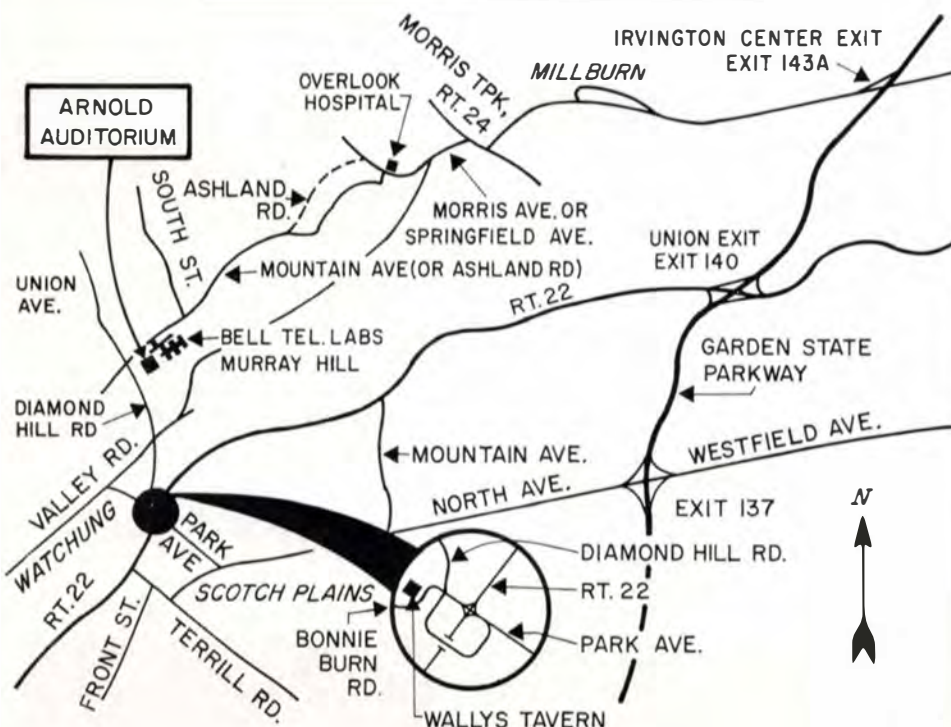 IRVINGTON CENTER EXIT
EXIT 143A
MORRIS TPK,
RT. 24
MILLBURN
OVERLOOK
HOSPITAL
ARNOLD
AUDITORIUM
SOUTH ST.
ASHLAND
RD.
MORRIS AVE. OR
SPRINGFIELD AVE.
UNION EXIT
EXIT 140
UNION
AVE.
MOUNTAIN AVE (OR ASHLAND RD)
RT. 22
BELL TEL. LABS
MURRAY HILL
GARDEN STATE
PARKWAY
DIAMOND
HILL RD
VALLEY RD.
WATCHUNG
MOUNTAIN AVE.
WESTFIELD AVE.
NORTH AVE.
EXIT 137
N
PARK
AVE
RT. 22
SCOTCH PLAINS
DIAMOND HILL RD.
RT. 22
PARK AVE.
BONNIE
BURN
RD.
FRONT ST.
TERRILL RD.
WALLYS TAVERN